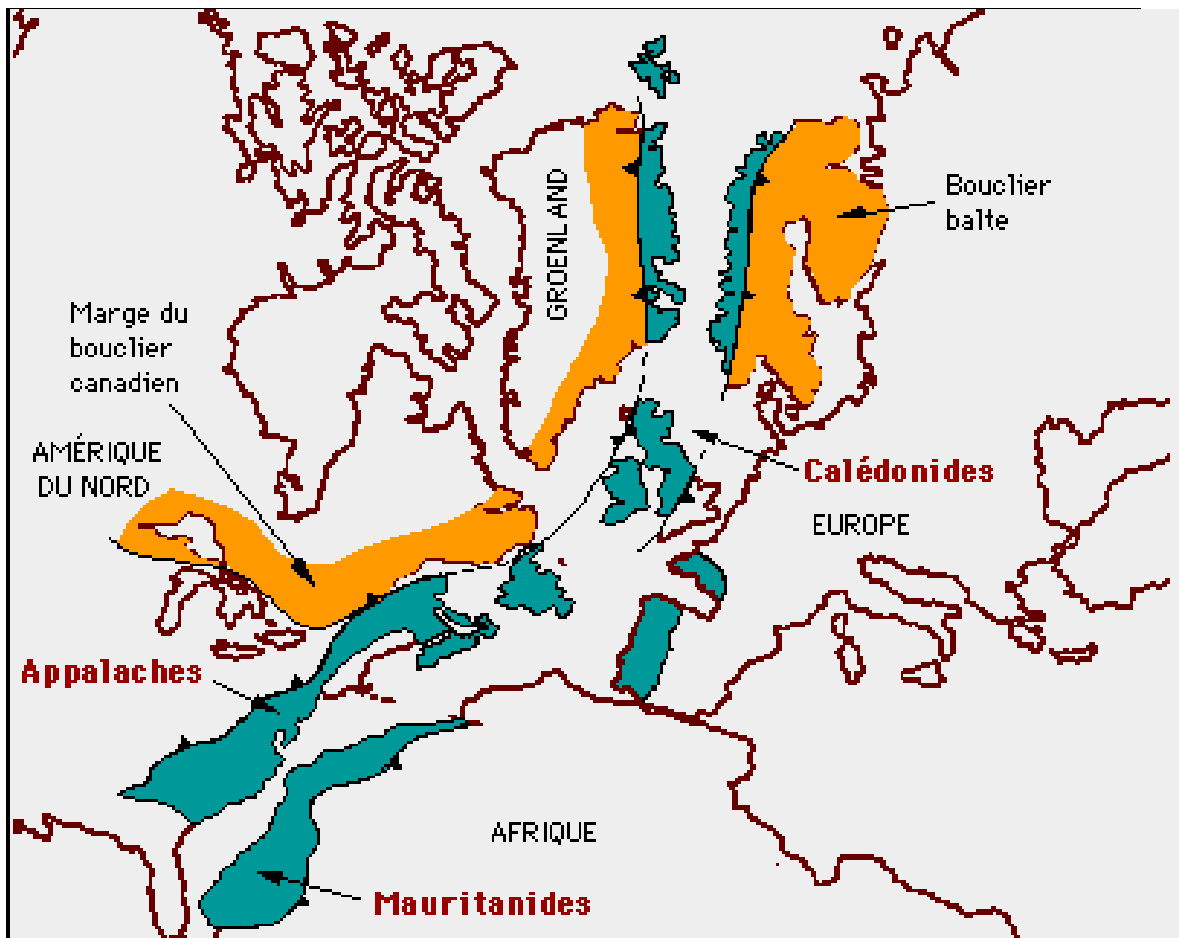 GROENLAND
Bouclier
balte
Marge du
bouclier
canadien
AMÉRIQUE
DU NORD
Calédonides
EUROPE
Appalaches
AFRIQUE
Mauritanides